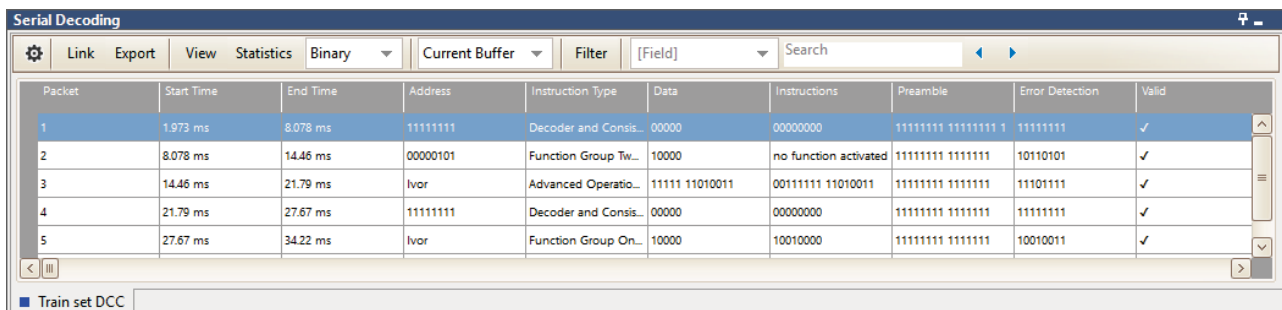 Serial Decoding
Link Export View Statistics Binary Current Buffer Filter [Field] Search
Packet Start Time End Time Address Instruction Type Data Instructions Preamble Error Detection Valid
1 1.973 ms 8.078 ms 11111111 Decoder and Consis... 00000 00000000 11111111 11111111 1 11111111 ✓
2 8.078 ms 14.46 ms 00000101 Function Group Tw... 10000 no function activated 11111111 1111111 10110101 ✓
3 14.46 ms 21.79 ms Ivor Advanced Operatio... 11111 11010011 00111111 11010011 11111111 1111111 11101111 ✓
4 21.79 ms 27.67 ms 11111111 Decoder and Consis... 00000 00000000 11111111 1111111 11111111 ✓
5 27.67 ms 34.22 ms Ivor Function Group On... 10000 10010000 11111111 1111111 10010011 ✓
Train set DCC